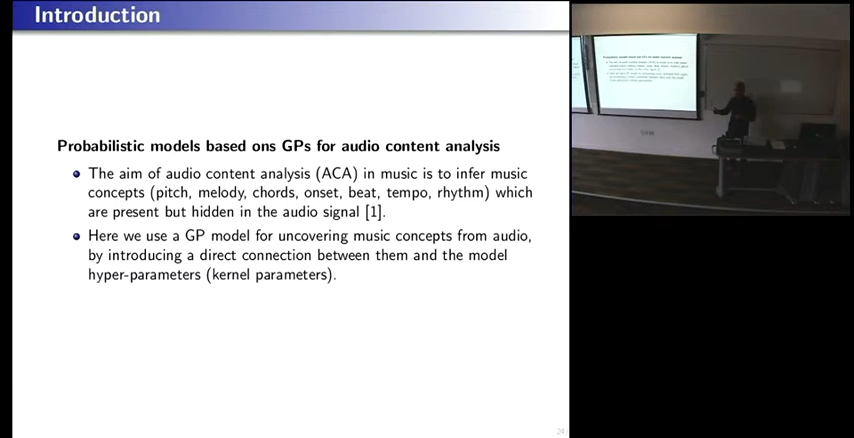 Introduction
Probabilistic models based ons GPs for audio content analysis
The aim of audio content analysis (ACA) in music is to infer music
concepts (pitch, melody, chords, onset, beat, tempo, rhythm) which
are present but hidden in the audio signal [1].
Here we use a GP model for uncovering music concepts from audio,
by introducing a direct connection between them and the model
hyper-parameters (kernel parameters).
24